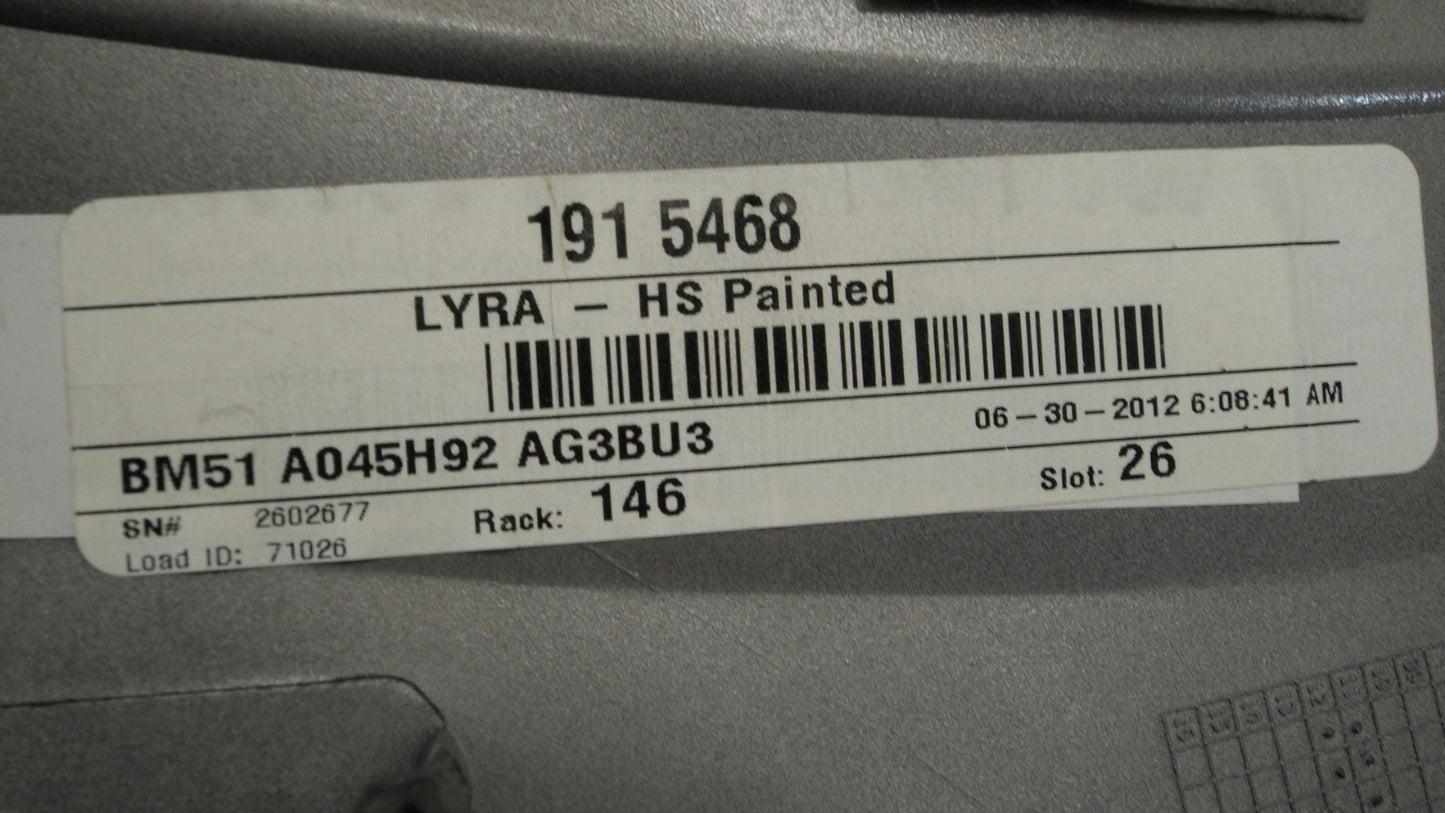 191 5468
LYRA – HS Painted
BM51 A045H92 AG3BU3
06–30–2012 6:08:41 AM
SN# 2602677
Rack: 146
Slot: 26
Load ID: 71026